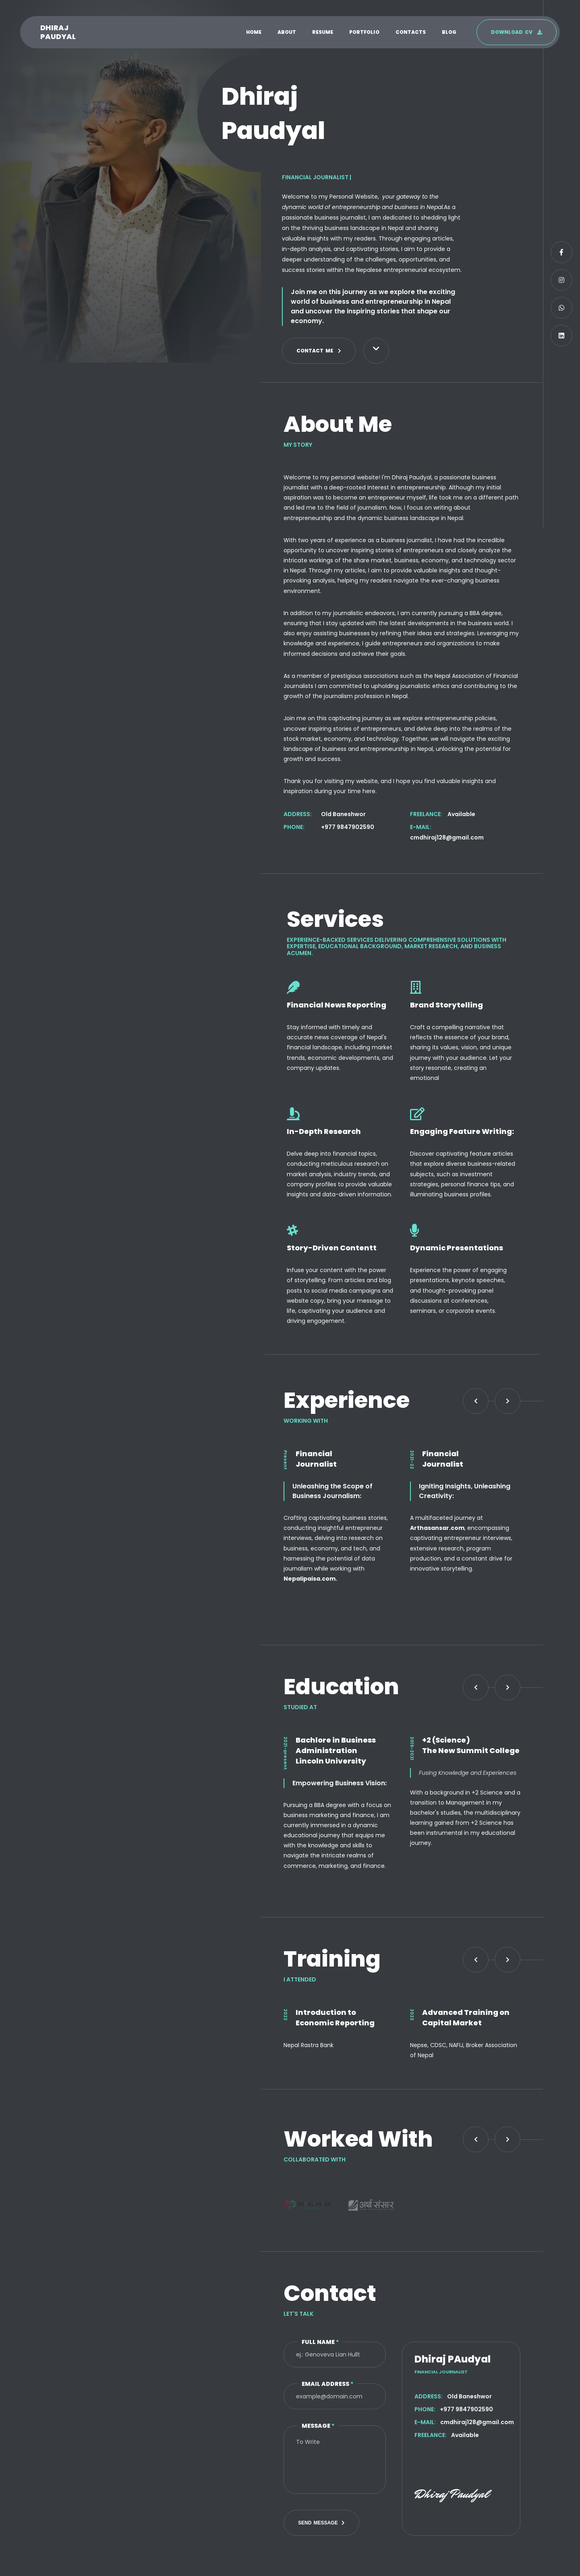 DHIRAJ
PAUDYAL
HOME
ABOUT
RESUME
PORTFOLIO
CONTACTS
BLOG
DOWNLOAD CV
Dhiraj
Paudyal
FINANCIAL JOURNALIST |
Welcome to my Personal Website, your gateway to the
dynamic world of entrepreneurship and business in Nepal.As a
passionate business journalist, I am dedicated to shedding light
on the thriving business landscape in Nepal and sharing
valuable insights with my readers. Through engaging articles,
in-depth analysis, and captivating stories, I aim to provide a
deeper understanding of the challenges, opportunities, and
success stories within the Nepalese entrepreneurial ecosystem.
Join me on this journey as we explore the exciting
world of business and entrepreneurship in Nepal
and uncover the inspiring stories that shape our
economy.
CONTACT ME
About Me
MY STORY
Welcome to my personal website! I'm Dhiraj Paudyal, a passionate business
journalist with a deep-rooted interest in entrepreneurship. Although my initial
aspiration was to become an entrepreneur myself, life took me on a different path
and led me to the field of journalism. Now, I focus on writing about
entrepreneurship and the dynamic business landscape in Nepal.
With two years of experience as a business journalist, I have had the incredible
opportunity to uncover inspiring stories of entrepreneurs and closely analyze the
intricate workings of the share market, business, economy, and technology sector
in Nepal. Through my articles, I aim to provide valuable insights and thought-
provoking analysis, helping my readers navigate the ever-changing business
environment.
In addition to my journalistic endeavors, I am currently pursuing a BBA degree,
ensuring that I stay updated with the latest developments in the business world. I
also enjoy assisting businesses by refining their ideas and strategies. Leveraging my
knowledge and experience, I guide entrepreneurs and organizations to make
informed decisions and achieve their goals.
As a member of prestigious associations such as the Nepal Association of Financial
Journalists I am committed to upholding journalistic ethics and contributing to the
growth of the journalism profession in Nepal.
Join me on this captivating journey as we explore entrepreneurship policies,
uncover inspiring stories of entrepreneurs, and delve deep into the realms of the
stock market, economy, and technology. Together, we will navigate the exciting
landscape of business and entrepreneurship in Nepal, unlocking the potential for
growth and success.
Thank you for visiting my website, and I hope you find valuable insights and
inspiration during your time here.
ADDRESS: Old Baneshwor
PHONE: +977 9847902590
FREELANCE: Available
E-MAIL:
cmdhiraj128@gmail.com
Services
EXPERIENCE-BACKED SERVICES DELIVERING COMPREHENSIVE SOLUTIONS WITH
EXPERTISE, EDUCATIONAL BACKGROUND, MARKET RESEARCH, AND BUSINESS
ACUMEN.
Financial News Reporting
Stay informed with timely and
accurate news coverage of Nepal's
financial landscape, including market
trends, economic developments, and
company updates.
Brand Storytelling
Craft a compelling narrative that
reflects the essence of your brand,
sharing its values, vision, and unique
journey with your audience. Let your
story resonate, creating an
emotional
In-Depth Research
Delve deep into financial topics,
conducting meticulous research on
market analysis, industry trends, and
company profiles to provide valuable
insights and data-driven information.
Engaging Feature Writing:
Discover captivating feature articles
that explore diverse business-related
subjects, such as investment
strategies, personal finance tips, and
illuminating business profiles.
Story-Driven Contentt
Infuse your content with the power
of storytelling. From articles and blog
posts to social media campaigns and
website copy, bring your message to
life, captivating your audience and
driving engagement.
Dynamic Presentations
Experience the power of engaging
presentations, keynote speeches,
and thought-provoking panel
discussions at conferences,
seminars, or corporate events.
Experience
WORKING WITH
Present
Financial
Journalist
Unleashing the Scope of
Business Journalism:
Crafting captivating business stories,
conducting insightful entrepreneur
interviews, delving into research on
business, economy, and tech, and
harnessing the potential of data
journalism while working with
Nepalipaisa.com.
2021-22
Financial
Journalist
Igniting Insights, Unleashing
Creativity:
A multifaceted journey at
Arthasansar.com, encompassing
captivating entrepreneur interviews,
extensive research, program
production, and a constant drive for
innovative storytelling.
Education
STUDIED AT
2021-present
Bachlore in Business
Administration
Lincoln University
Empowering Business Vision:
Pursuing a BBA degree with a focus on
business marketing and finance, I am
currently immersed in a dynamic
educational journey that equips me
with the knowledge and skills to
navigate the intricate realms of
commerce, marketing, and finance.
2019-2021
+2 (Science)
The New Summit College
Fusing Knowledge and Experiences
With a background in +2 Science and a
transition to Management in my
bachelor's studies, the multidisciplinary
learning gained from +2 Science has
been instrumental in my educational
journey.
Training
I ATTENDED
2022
Introduction to
Economic Reporting
Nepal Rastra Bank
2022
Advanced Training on
Capital Market
Nepse, CDSC, NAFIJ, Broker Association
of Nepal
Worked With
COLLABORATED WITH
अर्थ संसार
Contact
LET'S TALK
FULL NAME *
ej.: Genoveva Lian Hullt
EMAIL ADDRESS *
example@domain.com
MESSAGE *
To Write
SEND MESSAGE
Dhiraj PAudyal
FINANCIAL JOURNALIST
ADDRESS: Old Baneshwor
PHONE: +977 9847902590
E-MAIL: cmdhiraj128@gmail.com
FREELANCE: Available
Dhiraj Paudyal